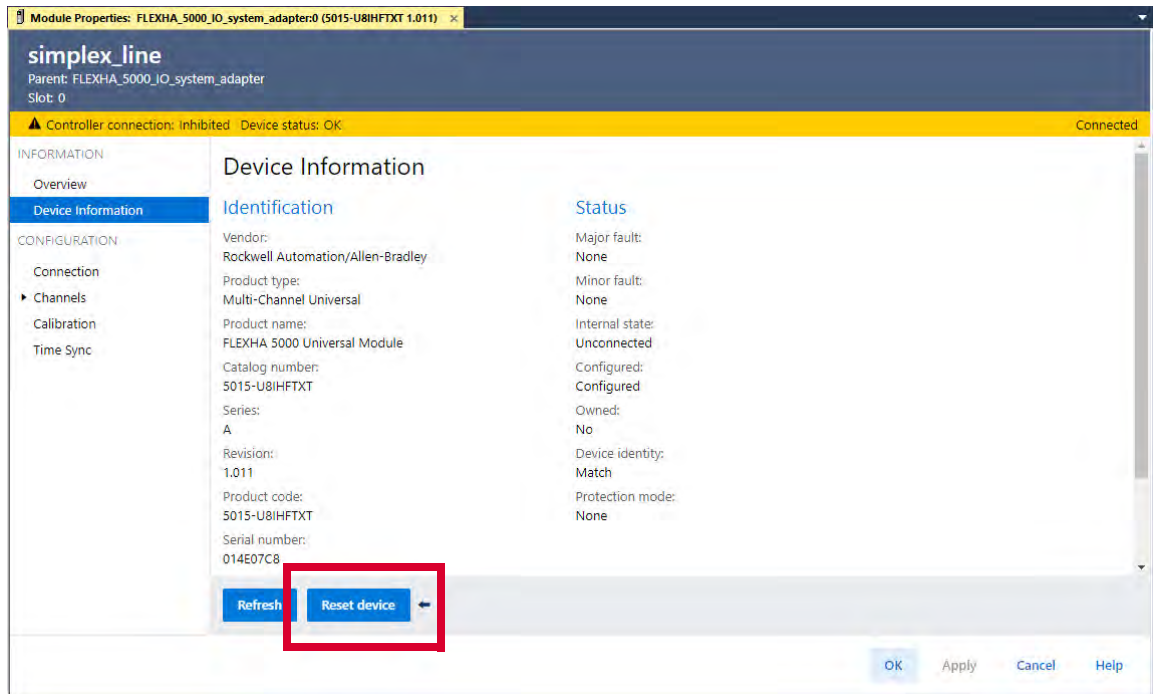 Module Properties: FLEXHA_5000_IO_system_adapter:0 (5015-U8IHFTXT 1.011) ×
simplex_line
Parent: FLEXHA_5000_IO_system_adapter
Slot: 0
Controller connection: Inhibited Device status: OK
Connected
INFORMATION
Overview
Device Information
CONFIGURATION
Connection
Channels
Calibration
Time Sync
Device Information
Identification
Vendor:
Rockwell Automation/Allen-Bradley
Product type:
Multi-Channel Universal
Product name:
FLEXHA 5000 Universal Module
Catalog number:
5015-U8IHFTXT
Series:
A
Revision:
1.011
Product code:
5015-U8IHFTXT
Serial number:
014E07C8
Status
Major fault:
None
Minor fault:
None
Internal state:
Unconnected
Configured:
Configured
Owned:
No
Device identity:
Match
Protection mode:
None
Refresh
Reset device
OK
Apply
Cancel
Help